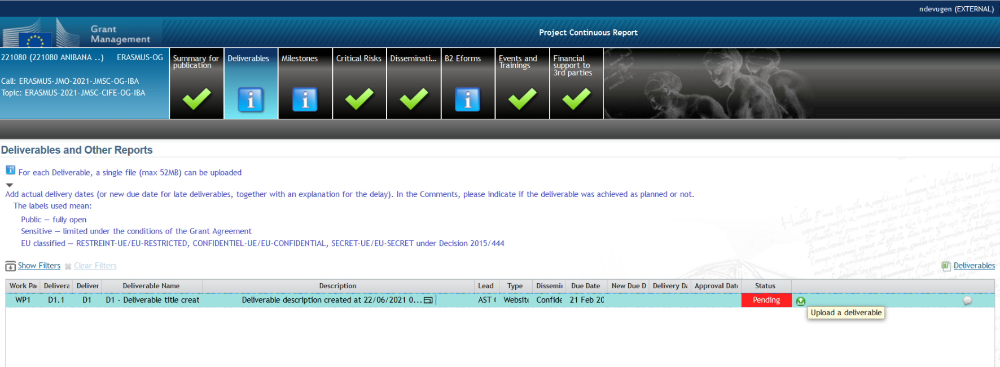 ndevugen (EXTERNAL)
Grant
Management
Project Continuous Report
221080 (221080 ANIBANA ..) ERASMUS-OG
Call: ERASMUS-JMO-2021-JMSC-OG-IBA
Topic: ERASMUS-2021-JMSC-CIFE-OG-IBA
Summary for
publication
Deliverables
Milestones
Critical Risks
Disseminati...
B2 Eforms
Events and
Trainings
Financial
support to
3rd parties
Deliverables and Other Reports
For each Deliverable, a single file (max 52MB) can be uploaded
Add actual delivery dates (or new due date for late deliverables, together with an explanation for the delay). In the Comments, please indicate if the deliverable was achieved as planned or not.
The labels used mean:
Public — fully open
Sensitive — limited under the conditions of the Grant Agreement
EU classified — RESTREINT-UE/EU-RESTRICTED, CONFIDENTIEL-UE/EU-CONFIDENTIAL, SECRET-UE/EU-SECRET under Decision 2015/444
Show Filters Clear Filters Deliverables
Work Pa Delivera Deliver Deliverable Name Description Lead Type Dissemi Due Date New Due D Delivery Da Approval Date Status
WP1 D1.1 D1 D1 - Deliverable title creat Deliverable description created at 22/06/2021 0... AST Website Confide 21 Feb 20 Pending
Upload a deliverable